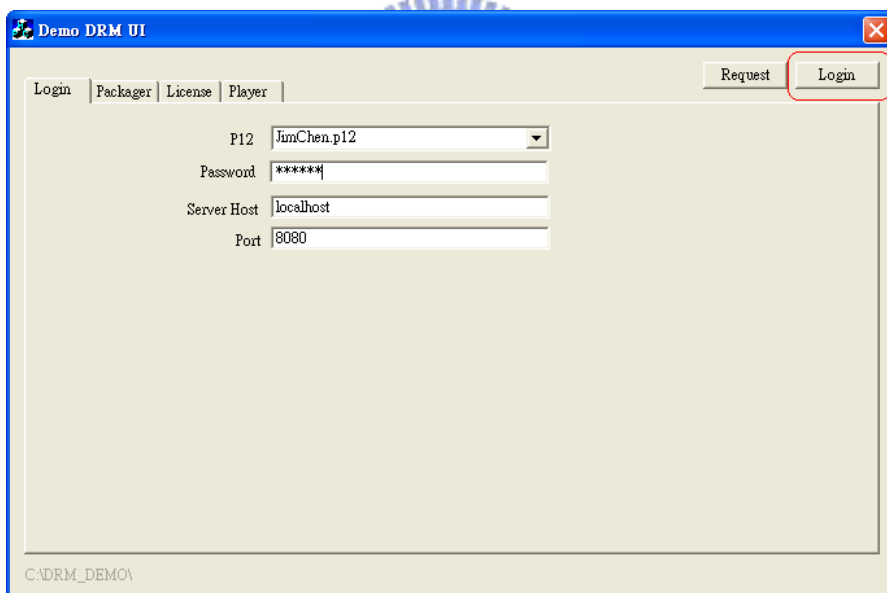 Demo DRM UI
Request Login
Login Packager License Player
P12 JimChen.p12
Password ******
Server Host localhost
Port 8080
C:\DRM_DEMO\